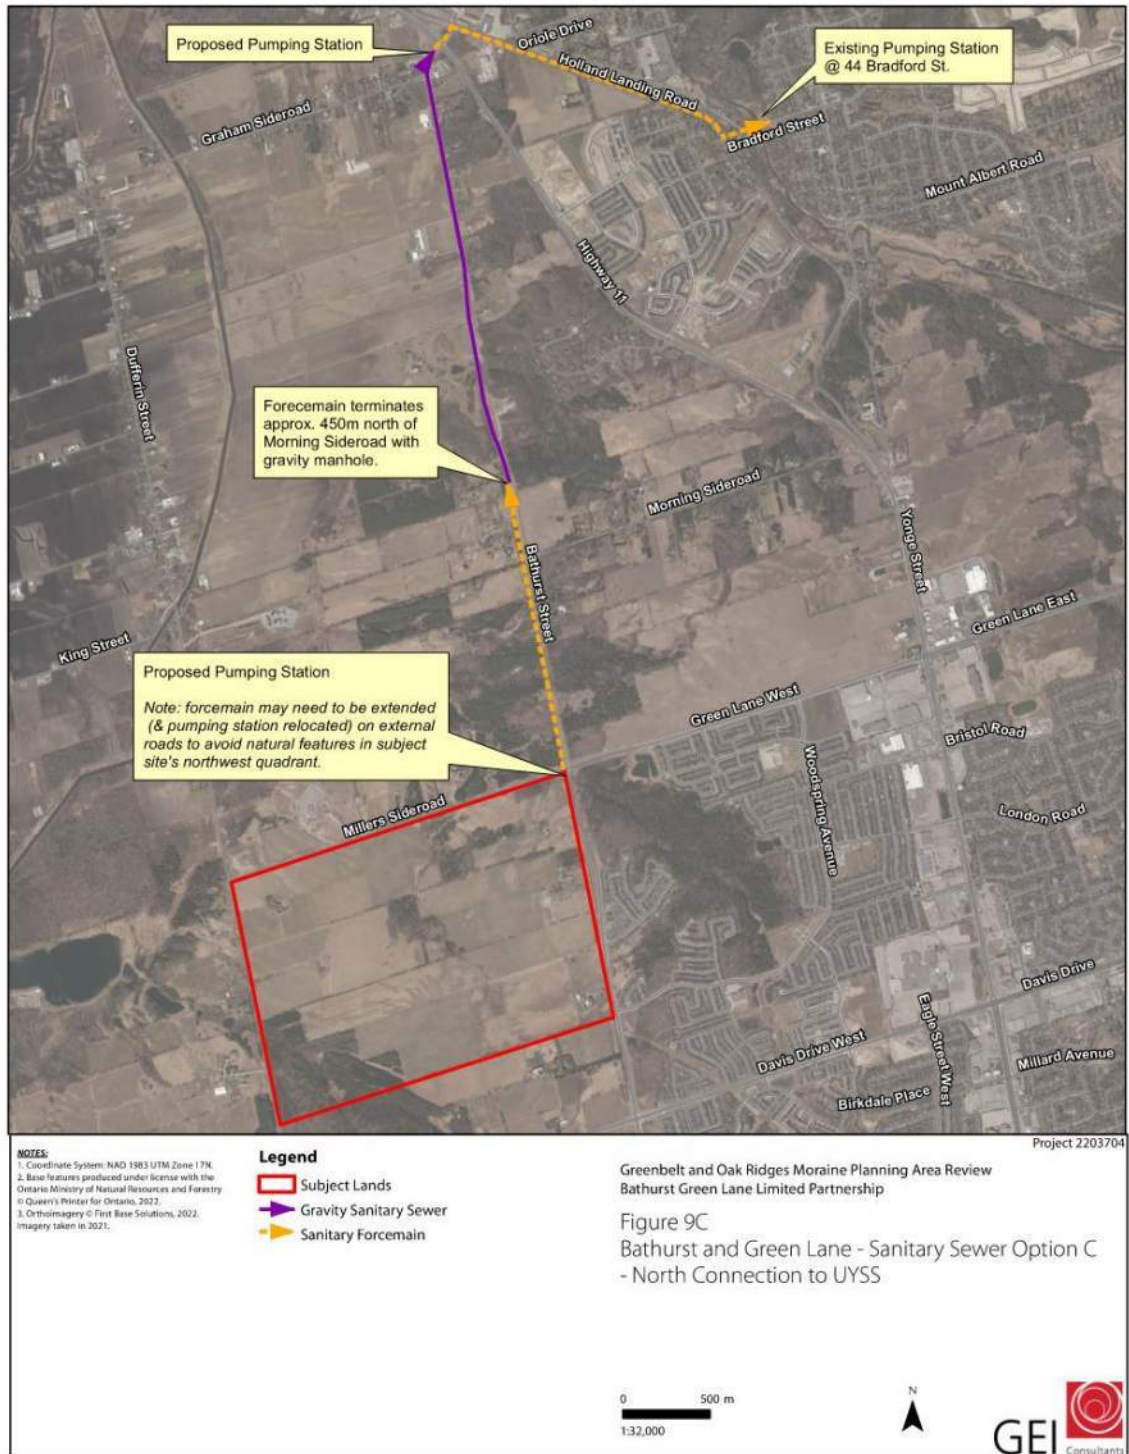 Proposed Pumping Station
Oriole Drive
Existing Pumping Station
@ 44 Bradford St.
Holland Landing Road
Graham Sideroad
Bradford Street
Mount Albert Road
Highway 11
Dufferin Street
Forecemain terminates
approx. 450m north of
Morning Sideroad with
gravity manhole.
Morning Sideroad
Yonge Street
Bathurst Street
Green Lane East
King Street
Proposed Pumping Station
Note: forcemain may need to be extended
(& pumping station relocated) on external
roads to avoid natural features in subject
site's northwest quadrant.
Green Lane West
Bristol Road
Woodspring Avenue
London Road
Millers Sideroad
Davis Drive
Eagle Street West
Davis Drive West
Millard Avenue
Birkdale Place
Project 2203704
NOTES:
1. Coordinate System: NAD 1983 UTM Zone 17N.
2. Base features produced under license with the
Ontario Ministry of Natural Resources and Forestry
© Queen's Printer for Ontario, 2022.
3. Orthoimagery © First Base Solutions, 2022.
Imagery taken in 2021.
Legend
Subject Lands
Gravity Sanitary Sewer
Sanitary Forcemain
Greenbelt and Oak Ridges Moraine Planning Area Review
Bathurst Green Lane Limited Partnership
Figure 9C
Bathurst and Green Lane - Sanitary Sewer Option C
- North Connection to UYSS
0 500 m
1:32,000
N
GEI Consultants